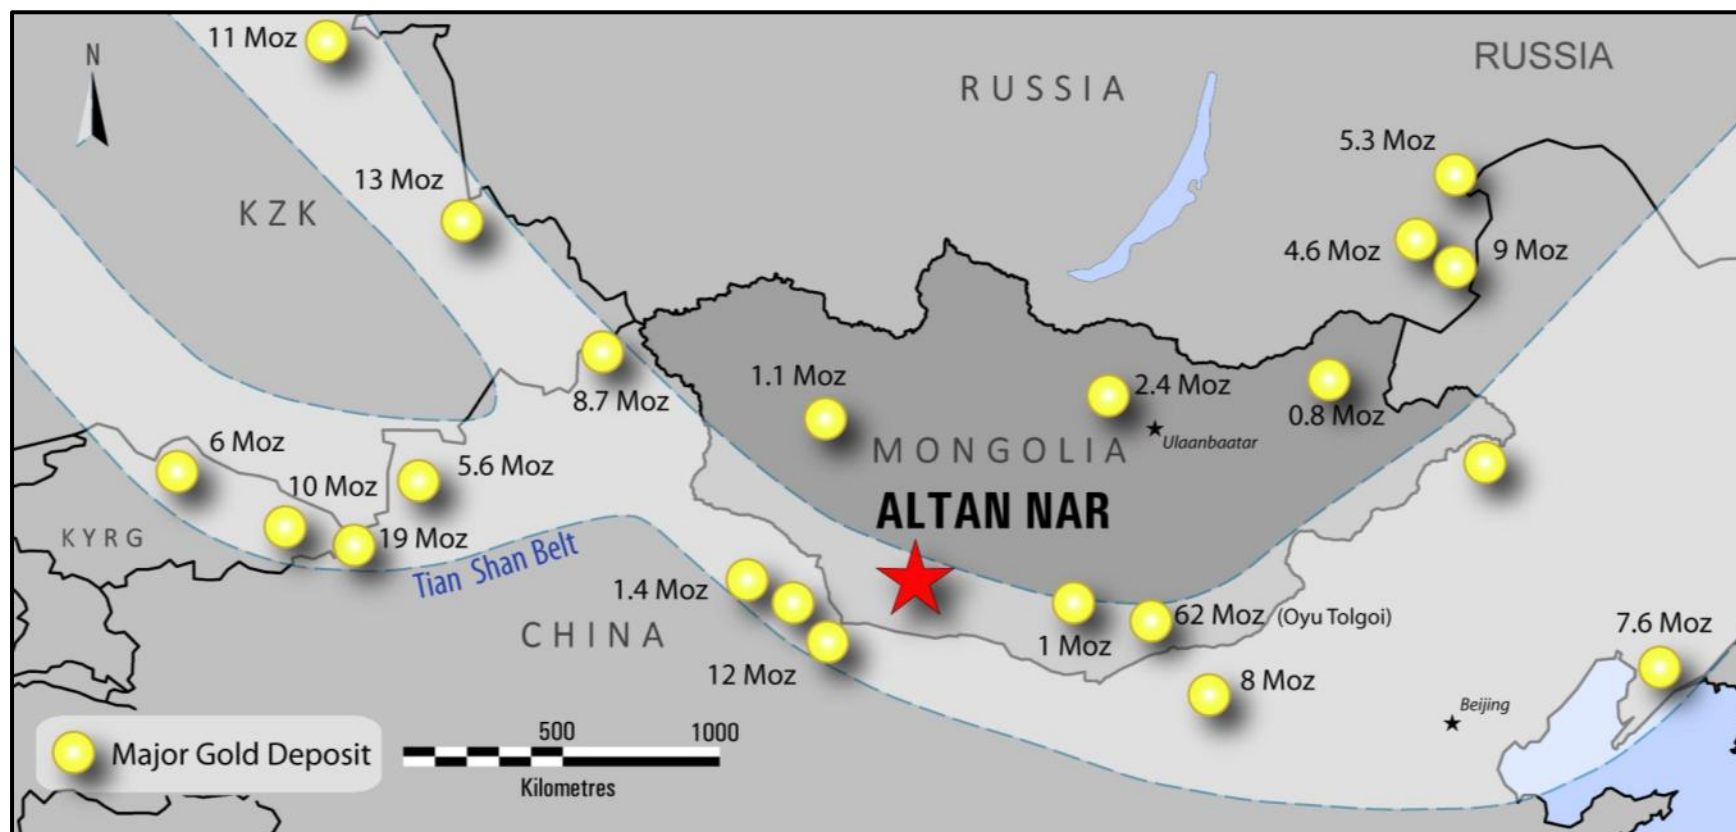 11 Moz
N
RUSSIA
RUSSIA
5.3 Moz
13 Moz
KZK
4.6 Moz
9 Moz
1.1 Moz
2.4 Moz
8.7 Moz
0.8 Moz
6 Moz
MONGOLIA
Ulaanbaatar
5.6 Moz
10 Moz
ALTAN NAR
KYRG
19 Moz
Tian Shan Belt
1.4 Moz
62 Moz (Oyu Tolgoi)
CHINA
1 Moz
7.6 Moz
12 Moz
8 Moz
Beijing
500
1000
Major Gold Deposit
Kilometres